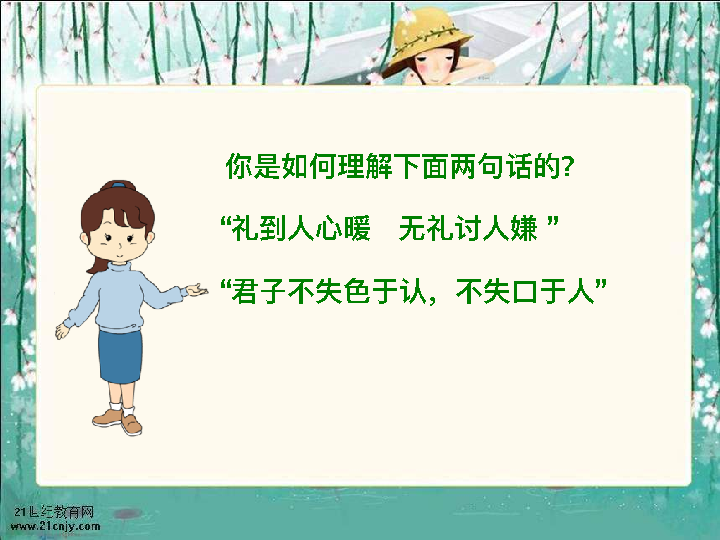 你是如何理解下面两句话的?
“礼到人心暖　无礼讨人嫌 ”
“君子不失色于认，不失口于人”
21世纪教育网
www.21cnjy.com